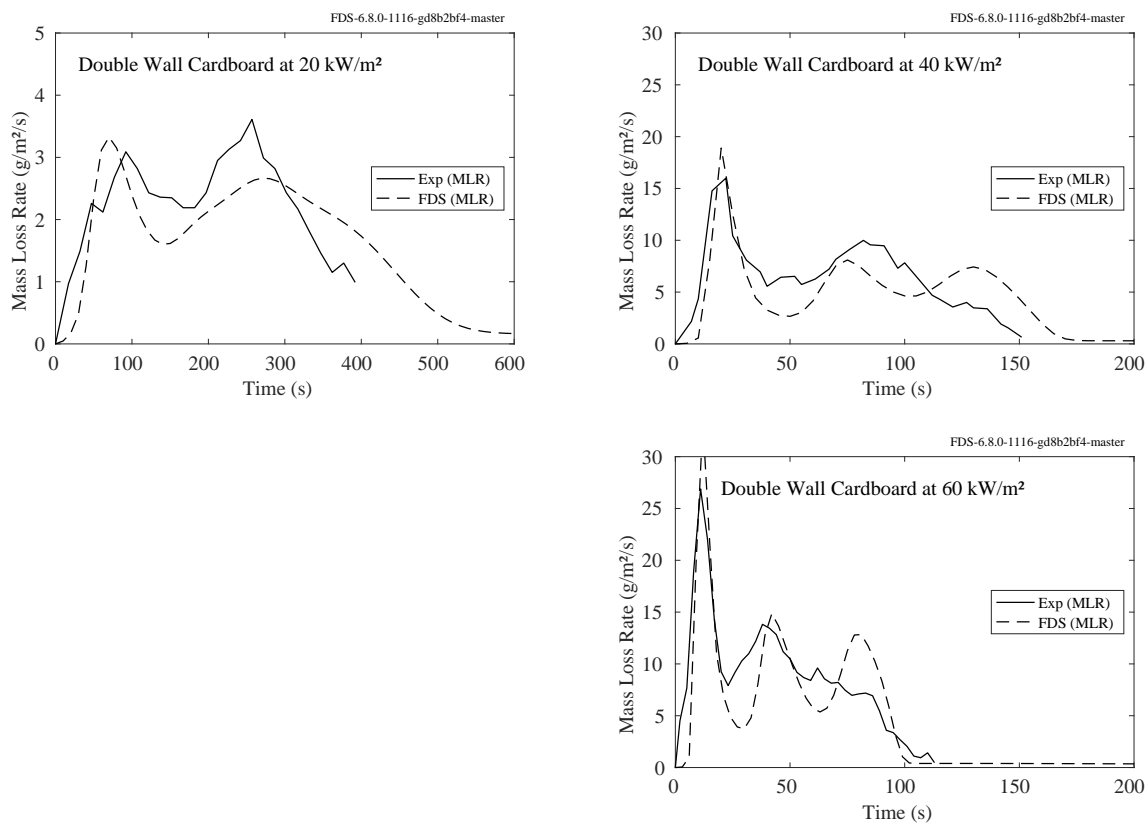 FDS-6.8.0-1116-gd8b2bf4-master
Double Wall Cardboard at 20 kW/m²
Mass Loss Rate (g/m²/s)
5
4
3
2
1
0
Exp (MLR)
FDS (MLR)
0 100 200 300 400 500 600
Time (s)
FDS-6.8.0-1116-gd8b2bf4-master
Double Wall Cardboard at 40 kW/m²
Mass Loss Rate (g/m²/s)
30
25
20
15
10
5
0
Exp (MLR)
FDS (MLR)
0 50 100 150 200
Time (s)
FDS-6.8.0-1116-gd8b2bf4-master
Double Wall Cardboard at 60 kW/m²
Mass Loss Rate (g/m²/s)
30
25
20
15
10
5
0
Exp (MLR)
FDS (MLR)
0 50 100 150 200
Time (s)